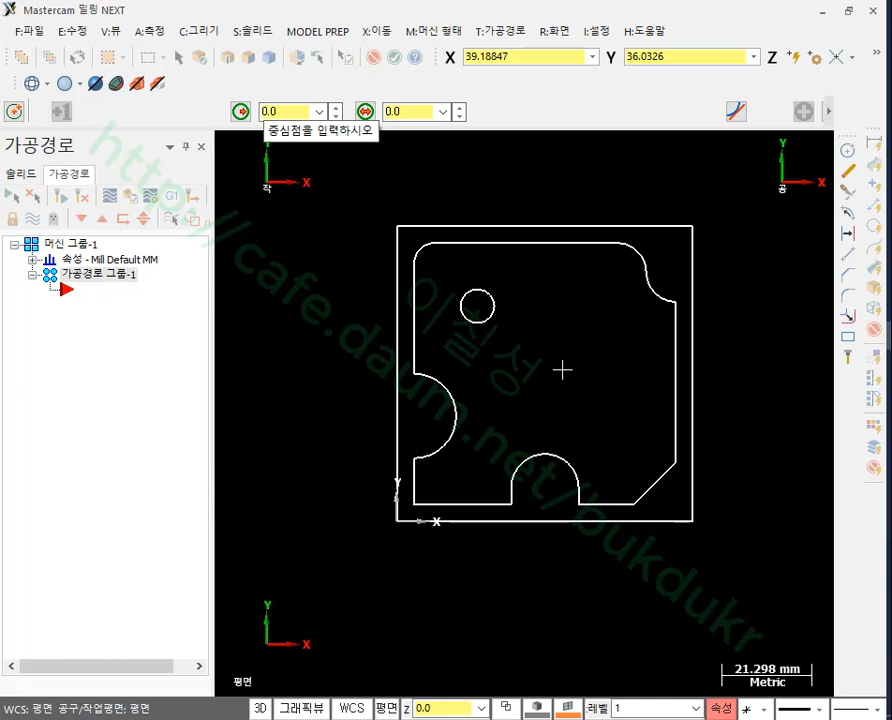 Mastercam 밀링 NEXT
F:파일 E:수정 V:뷰 A:측정 C:그리기 S:솔리드 MODEL PREP X:이동 M:머신 형태 T:가공경로 R:화면 I:설정 H:도움말
X 39.18847 Y 36.0326 Z
+1 0.0 0.0
중심점을 입력하시오
가공경로
솔리드 가공경로
G1
머신 그룹-1
속성 - Mill Default MM
가공경로 그룹-1
Y X
Y X
Y X
Y X
http://cafe.daum.net/bukdukr
이칠성
평면
21.298 mm
Metric
WCS: 평면 공구/작업평면: 평면 3D 그래픽뷰 WCS 평면 Z 0.0 레벨 1 속성